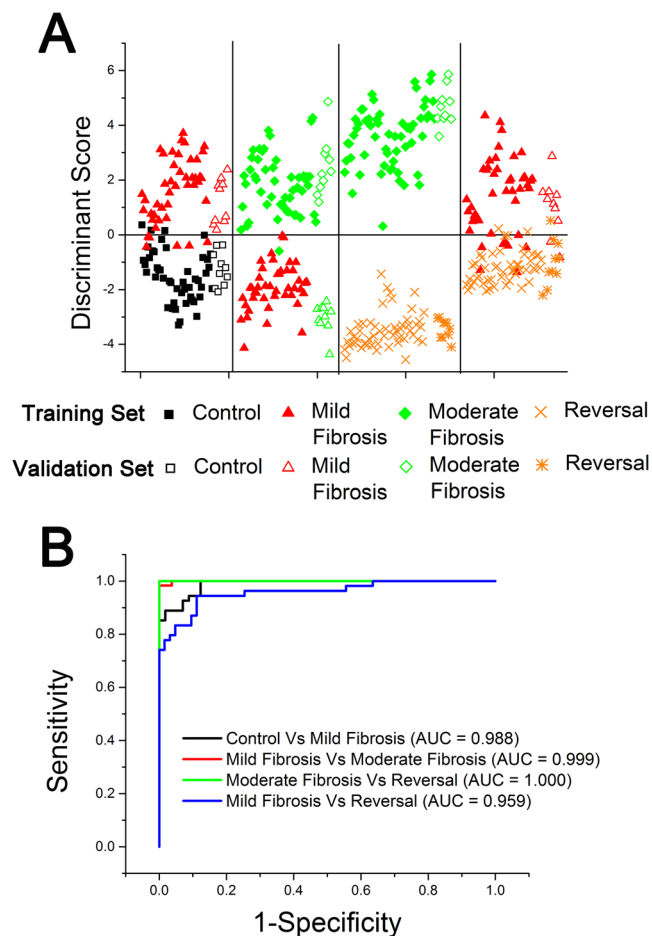 A
Discriminant Score
6
4
2
0
-2
-4
Training Set Control Mild Fibrosis Moderate Fibrosis Reversal
Validation Set Control Mild Fibrosis Moderate Fibrosis Reversal
B
Sensitivity
1.0
0.8
0.6
0.4
0.2
0.0
Control Vs Mild Fibrosis (AUC = 0.988)
Mild Fibrosis Vs Moderate Fibrosis (AUC = 0.999)
Moderate Fibrosis Vs Reversal (AUC = 1.000)
Mild Fibrosis Vs Reversal (AUC = 0.959)
0.0 0.2 0.4 0.6 0.8 1.0
1-Specificity